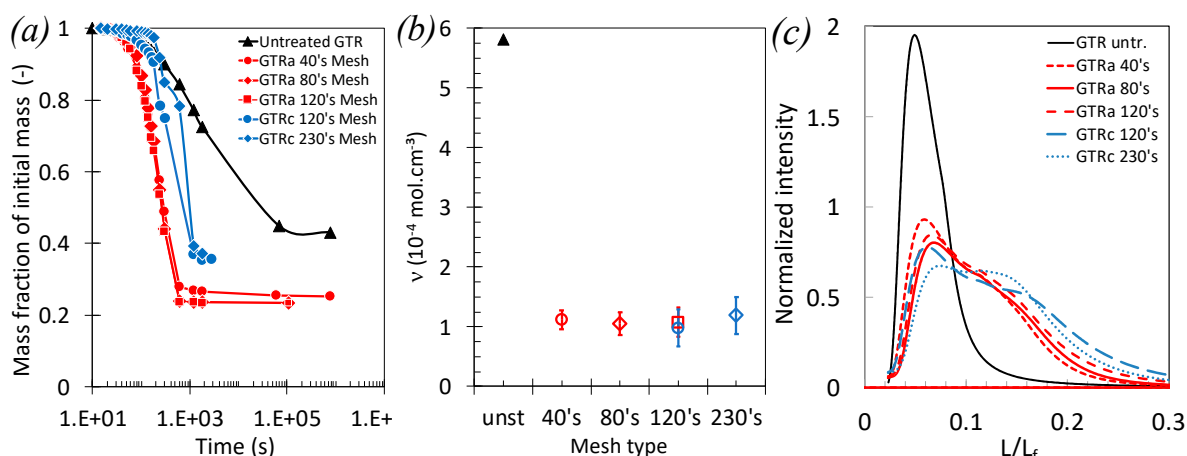 (a)
Mass fraction of initial mass (-)
1
0.8
0.6
0.4
0.2
0
1.E+01
1.E+03
1.E+05
1.E+
Time (s)
Untreated GTR
GTRa 40's Mesh
GTRa 80's Mesh
GTRa 120's Mesh
GTRc 120's Mesh
GTRc 230's Mesh
(b)
ν (10⁻⁴ mol.cm⁻³)
6
5
4
3
2
1
0
unst
40's
80's
120's
230's
Mesh type
(c)
Normalized intensity
2
1.5
1
0.5
0
0
0.1
0.2
0.3
L/L_f
GTR untr.
GTRa 40's
GTRa 80's
GTRa 120's
GTRc 120's
GTRc 230's